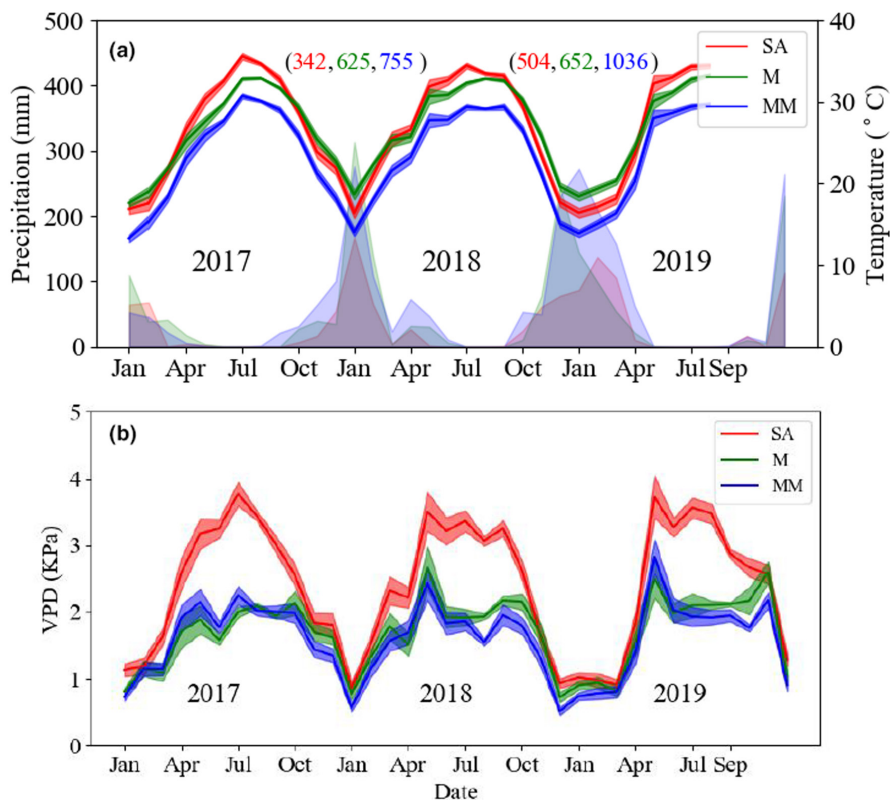 500
400
300
200
100
0
Precipitaion (mm)
(a)
(342,625,755)
(504,652,1036)
SA
M
MM
40
30
20
10
0
Temperature (°C)
2017
2018
2019
Jan Apr Jul Oct Jan Apr Jul Oct Jan Apr Jul Sep
5
4
3
2
1
0
VPD (KPa)
(b)
SA
M
MM
2017
2018
2019
Jan Apr Jul Oct Jan Apr Jul Oct Jan Apr Jul Sep
Date